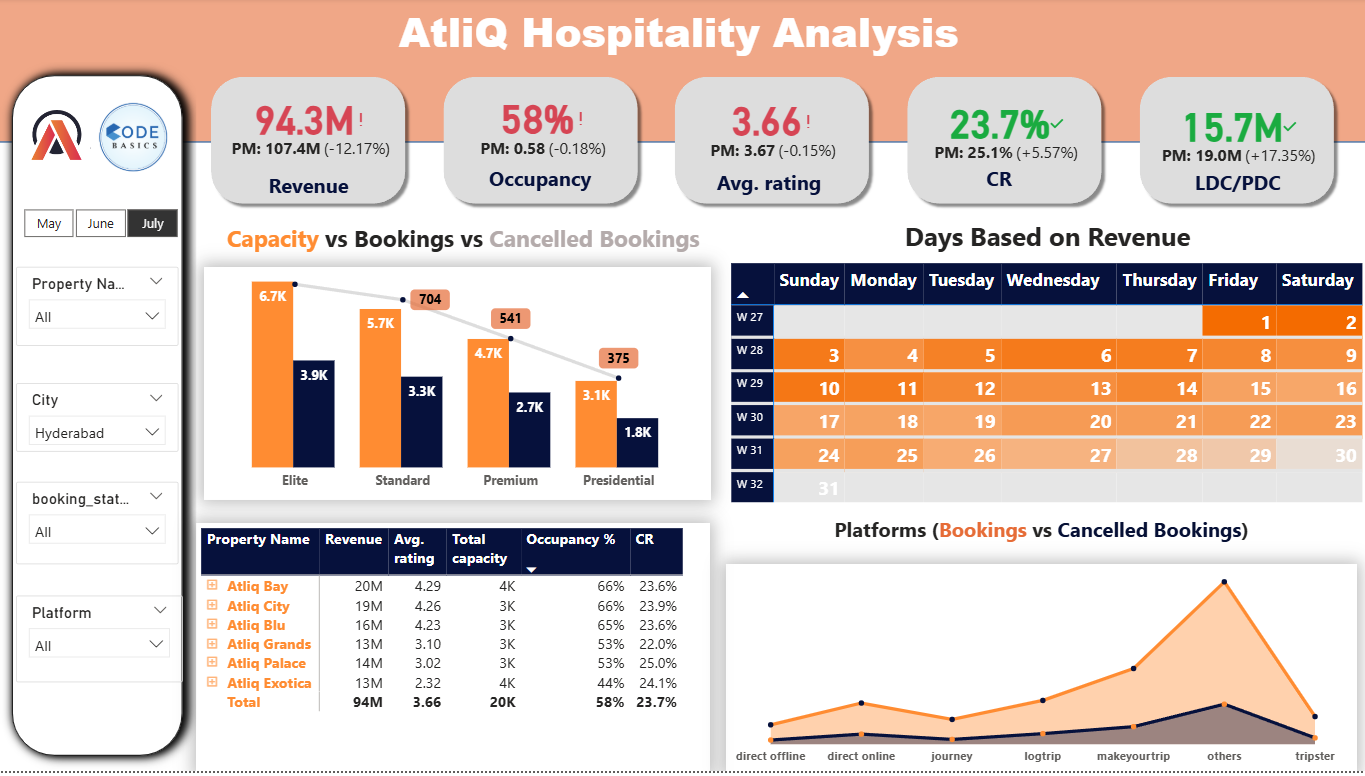 AtliQ Hospitality Analysis
CODE
BASICS
94.3M!
PM: 107.4M (-12.17%)
Revenue
58%!
PM: 0.58 (-0.18%)
Occupancy
3.66!
PM: 3.67 (-0.15%)
Avg. rating
23.7%✓
PM: 25.1% (+5.57%)
CR
15.7M✓
PM: 19.0M (+17.35%)
LDC/PDC
May June July
Property Na...
All
City
Hyderabad
booking_stat...
All
Platform
All
Capacity vs Bookings vs Cancelled Bookings
6.7K 5.7K 4.7K 3.1K
704 541 375
3.9K 3.3K 2.7K 1.8K
Elite Standard Premium Presidential
Days Based on Revenue
Sunday Monday Tuesday Wednesday Thursday Friday Saturday
W 27 1 2
W 28 3 4 5 6 7 8 9
W 29 10 11 12 13 14 15 16
W 30 17 18 19 20 21 22 23
W 31 24 25 26 27 28 29 30
W 32 31
Property Name Revenue Avg. rating Total capacity Occupancy % CR
Atliq Bay 20M 4.29 4K 66% 23.6%
Atliq City 19M 4.26 3K 66% 23.9%
Atliq Blu 16M 4.23 3K 65% 23.6%
Atliq Grands 13M 3.10 3K 53% 22.0%
Atliq Palace 14M 3.02 3K 53% 25.0%
Atliq Exotica 13M 2.32 4K 44% 24.1%
Total 94M 3.66 20K 58% 23.7%
Platforms (Bookings vs Cancelled Bookings)
direct offline direct online journey logtrip makeyourtrip others tripster